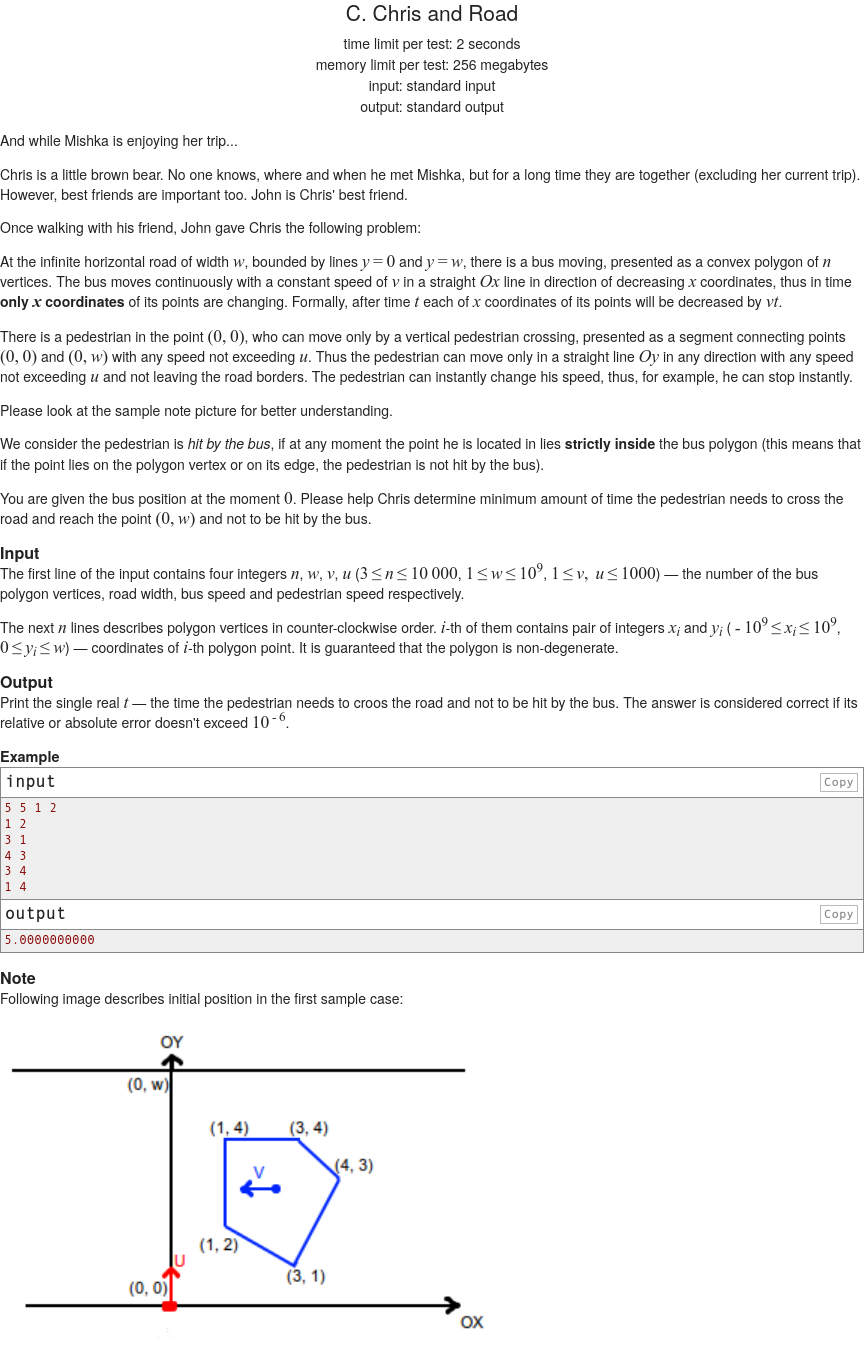 C. Chris and Road
time limit per test: 2 seconds
memory limit per test: 256 megabytes
input: standard input
output: standard output
And while Mishka is enjoying her trip...
Chris is a little brown bear. No one knows, where and when he met Mishka, but for a long time they are together (excluding her current trip).
However, best friends are important too. John is Chris' best friend.
Once walking with his friend, John gave Chris the following problem:
At the infinite horizontal road of width w, bounded by lines y = 0 and y = w, there is a bus moving, presented as a convex polygon of n
vertices. The bus moves continuously with a constant speed of v in a straight Ox line in direction of decreasing x coordinates, thus in time
only x coordinates of its points are changing. Formally, after time t each of x coordinates of its points will be decreased by vt.
There is a pedestrian in the point (0, 0), who can move only by a vertical pedestrian crossing, presented as a segment connecting points
(0, 0) and (0, w) with any speed not exceeding u. Thus the pedestrian can move only in a straight line Oy in any direction with any speed
not exceeding u and not leaving the road borders. The pedestrian can instantly change his speed, thus, for example, he can stop instantly.
Please look at the sample note picture for better understanding.
We consider the pedestrian is hit by the bus, if at any moment the point he is located in lies strictly inside the bus polygon (this means that
if the point lies on the polygon vertex or on its edge, the pedestrian is not hit by the bus).
You are given the bus position at the moment 0. Please help Chris determine minimum amount of time the pedestrian needs to cross the
road and reach the point (0, w) and not to be hit by the bus.
Input
The first line of the input contains four integers n, w, v, u (3 ≤ n ≤ 10 000, 1 ≤ w ≤ 10^9, 1 ≤ v, u ≤ 1000) — the number of the bus
polygon vertices, road width, bus speed and pedestrian speed respectively.
The next n lines describes polygon vertices in counter-clockwise order. i-th of them contains pair of integers x_i and y_i ( - 10^9 ≤ x_i ≤ 10^9,
0 ≤ y_i ≤ w) — coordinates of i-th polygon point. It is guaranteed that the polygon is non-degenerate.
Output
Print the single real t — the time the pedestrian needs to croos the road and not to be hit by the bus. The answer is considered correct if its
relative or absolute error doesn't exceed 10^- 6.
Example
input Copy
5 5 1 2
1 2
3 1
4 3
3 4
1 4
output Copy
5.0000000000
Note
Following image describes initial position in the first sample case:
OY
(0, w)
(1, 4) (3, 4)
V (4, 3)
(1, 2)
U
(3, 1)
(0, 0)
OX